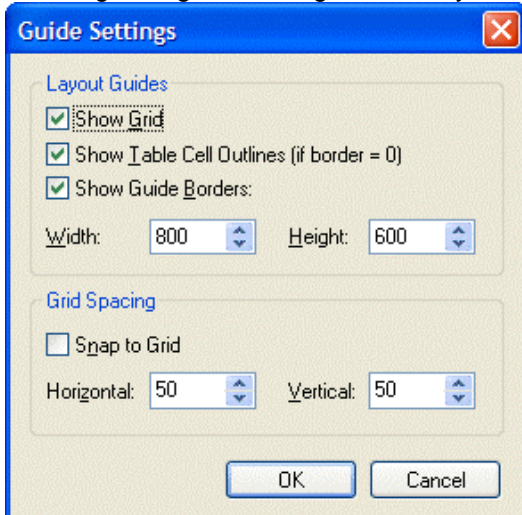 Guide Settings
Layout Guides
Show Grid
Show Table Cell Outlines (if border = 0)
Show Guide Borders:
Width: 800 Height: 600
Grid Spacing
Snap to Grid
Horizontal: 50 Vertical: 50
OK Cancel